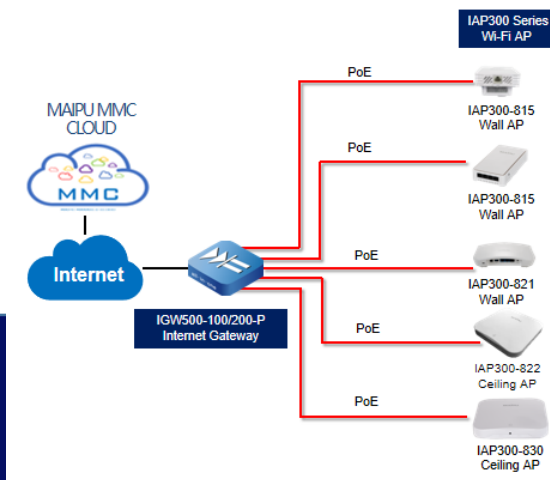 IAP300 Series
Wi-Fi AP
PoE
IAP300-815
Wall AP
MAIPU MMC
CLOUD
MMC
PoE
IAP300-815
Wall AP
Internet
PoE
IAP300-821
Wall AP
IGW500-100/200-P
Internet Gateway
PoE
IAP300-822
Ceiling AP
PoE
IAP300-830
Ceiling AP